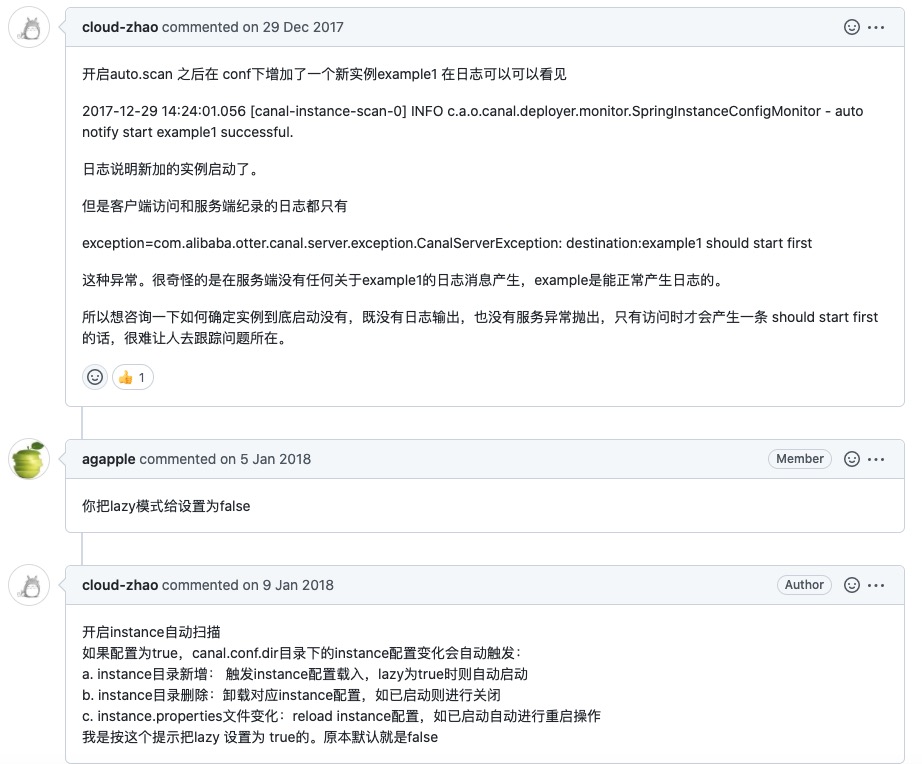 cloud-zhao commented on 29 Dec 2017
开启auto.scan 之后在 conf下增加了一个新实例example1 在日志可以可以看见
2017-12-29 14:24:01.056 [canal-instance-scan-0] INFO c.a.o.canal.deployer.monitor.SpringInstanceConfigMonitor - auto
notify start example1 successful.
日志说明新加的实例启动了。
但是客户端访问和服务端纪录的日志都只有
exception=com.alibaba.otter.canal.server.exception.CanalServerException: destination:example1 should start first
这种异常。很奇怪的是在服务端没有任何关于example1的日志消息产生，example是能正常产生日志的。
所以想咨询一下如何确定实例到底启动没有，既没有日志输出，也没有服务异常抛出，只有访问时才会产生一条 should start first
的话，很难让人去跟踪问题所在。
👍 1
agapple commented on 5 Jan 2018 Member
你把lazy模式给设置为false
cloud-zhao commented on 9 Jan 2018 Author
开启instance自动扫描
如果配置为true，canal.conf.dir目录下的instance配置变化会自动触发：
a. instance目录新增： 触发instance配置载入，lazy为true时则自动启动
b. instance目录删除：卸载对应instance配置，如已启动则进行关闭
c. instance.properties文件变化：reload instance配置，如已启动自动进行重启操作
我是按这个提示把lazy 设置为 true的。原本默认就是false